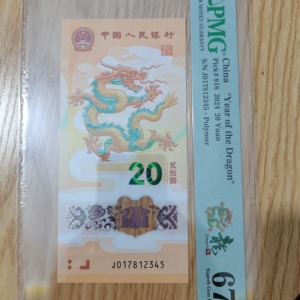 中国人民银行
20
贰拾圆
J017812345
PMG
China
"Year of the Dragon"
Pick# 918 2024 20 Yuan
S/N J017812345 - Polymer
67